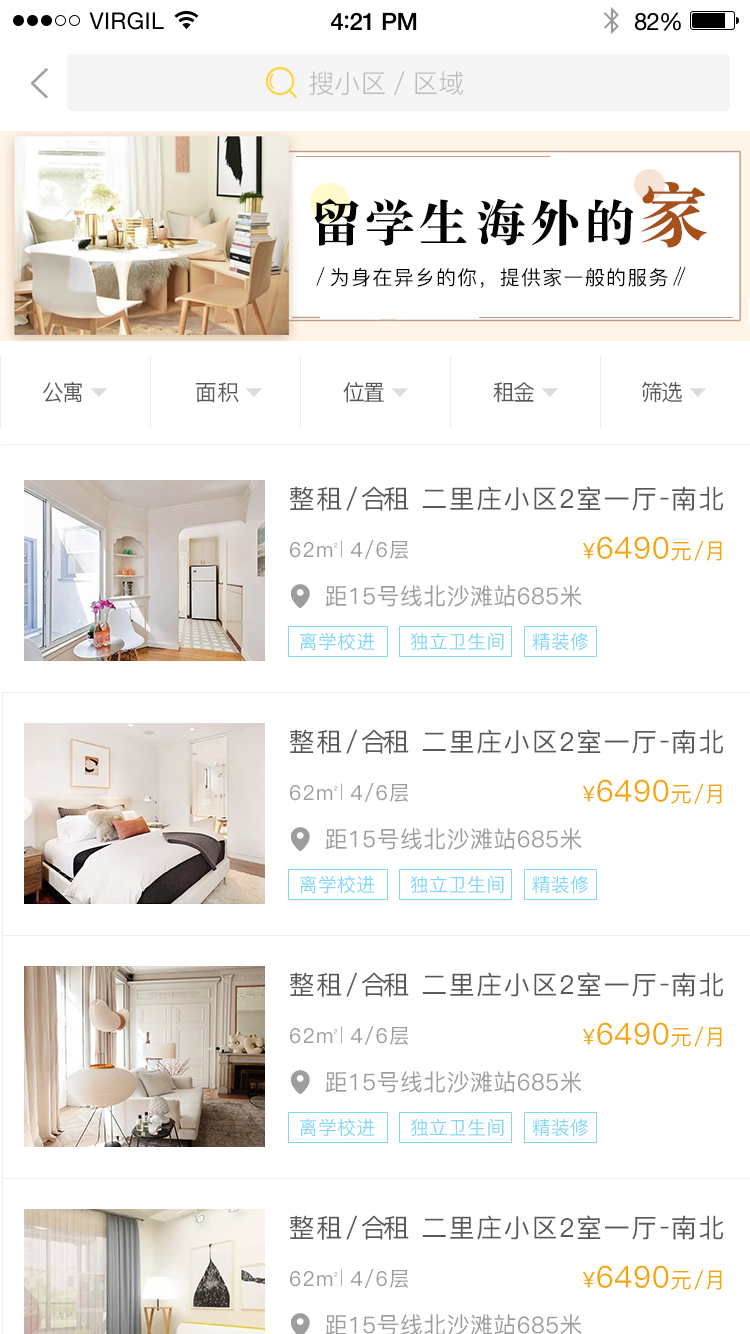 VIRGIL 4:21 PM 82%
搜小区 / 区域
留学生海外的家
/为身在异乡的你，提供家一般的服务//
公寓 面积 位置 租金 筛选
整租/合租 二里庄小区2室一厅-南北
62m²| 4/6层 ¥6490元/月
距15号线北沙滩站685米
离学校进 独立卫生间 精装修
整租/合租 二里庄小区2室一厅-南北
62m²| 4/6层 ¥6490元/月
距15号线北沙滩站685米
离学校进 独立卫生间 精装修
整租/合租 二里庄小区2室一厅-南北
62m²| 4/6层 ¥6490元/月
距15号线北沙滩站685米
离学校进 独立卫生间 精装修
整租/合租 二里庄小区2室一厅-南北
62m²| 4/6层 ¥6490元/月
距15号线北沙滩站685米